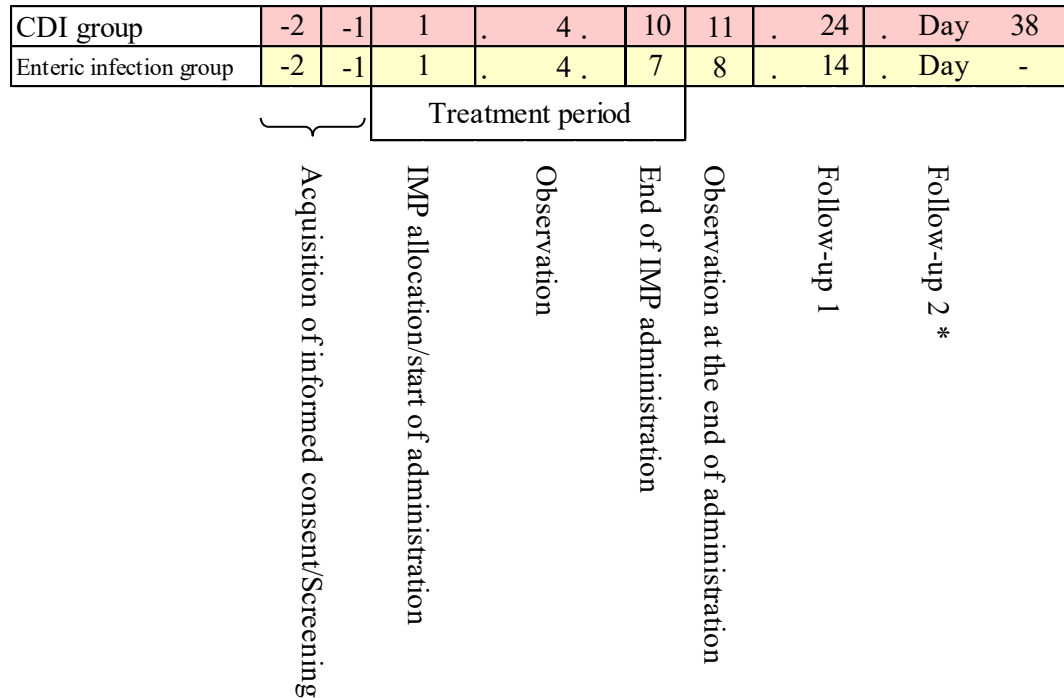 CDI group -2 -1 1 . 4 . 10 11 . 24 . Day 38
Enteric infection group -2 -1 1 . 4 . 7 8 . 14 . Day -
Treatment period
Acquisition of informed consent/Screening
IMP allocation/start of administration
Observation
End of IMP administration
Observation at the end of administration
Follow-up 1
Follow-up 2 *